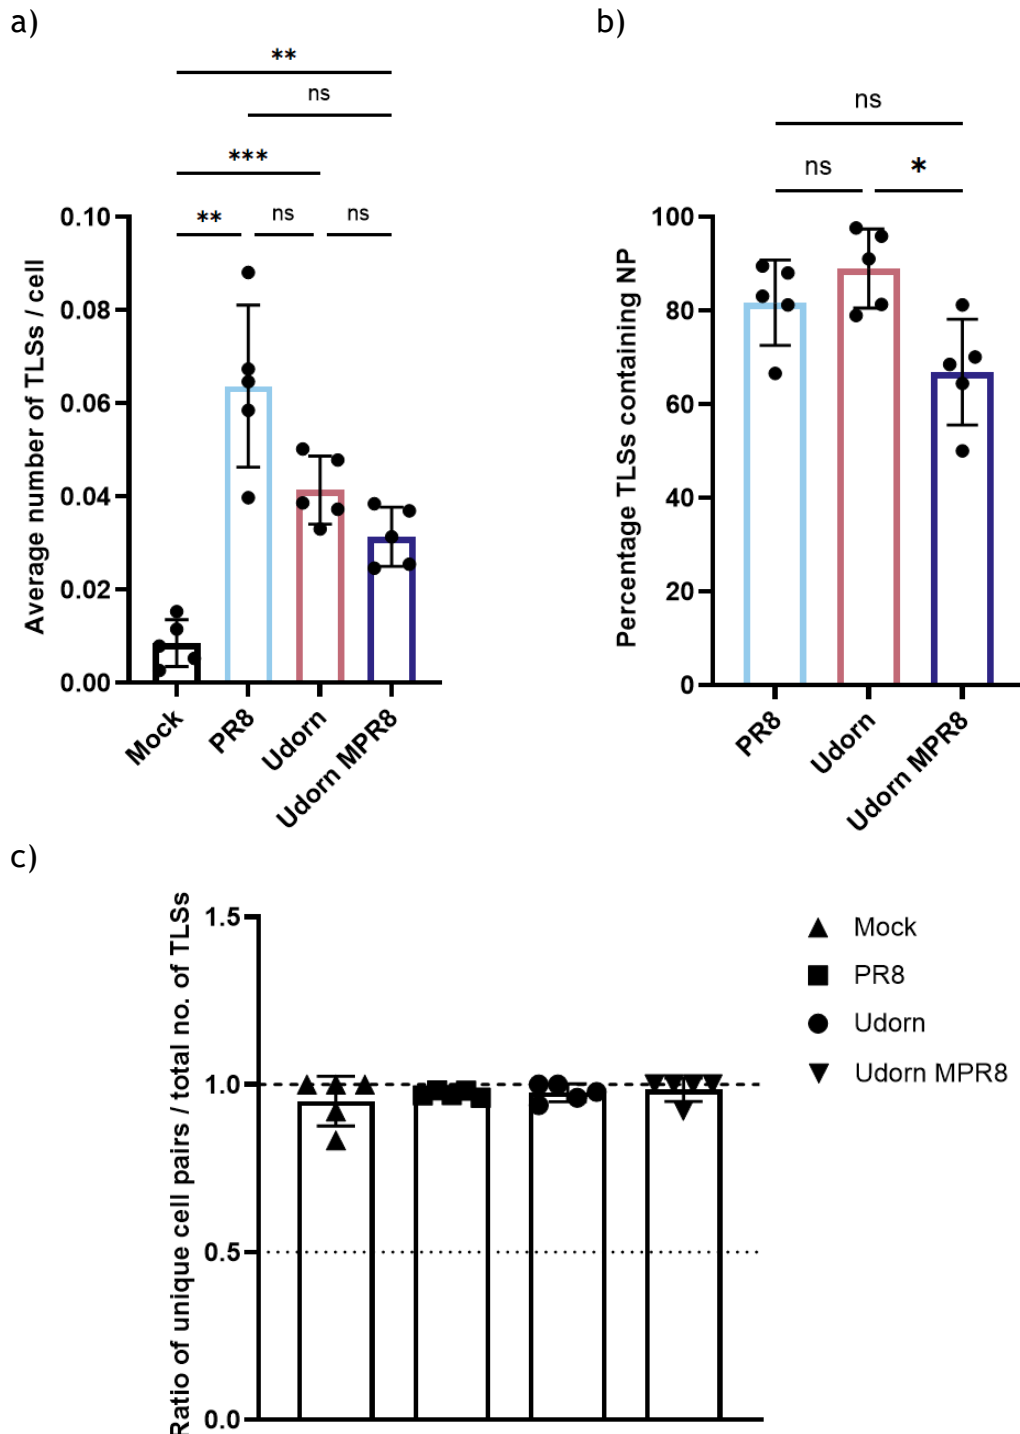 a)
**
ns
***
** ns ns
0.10
0.08
0.06
0.04
0.02
0.00
Average number of TLSs / cell
Mock
PR8
Udorn
Udorn MPR8
b)
ns
ns *
100
80
60
40
20
0
Percentage TLSs containing NP
PR8
Udorn
Udorn MPR8
c)
1.5
1.0
0.5
0.0
Ratio of unique cell pairs / total no. of TLSs
Mock
PR8
Udorn
Udorn MPR8